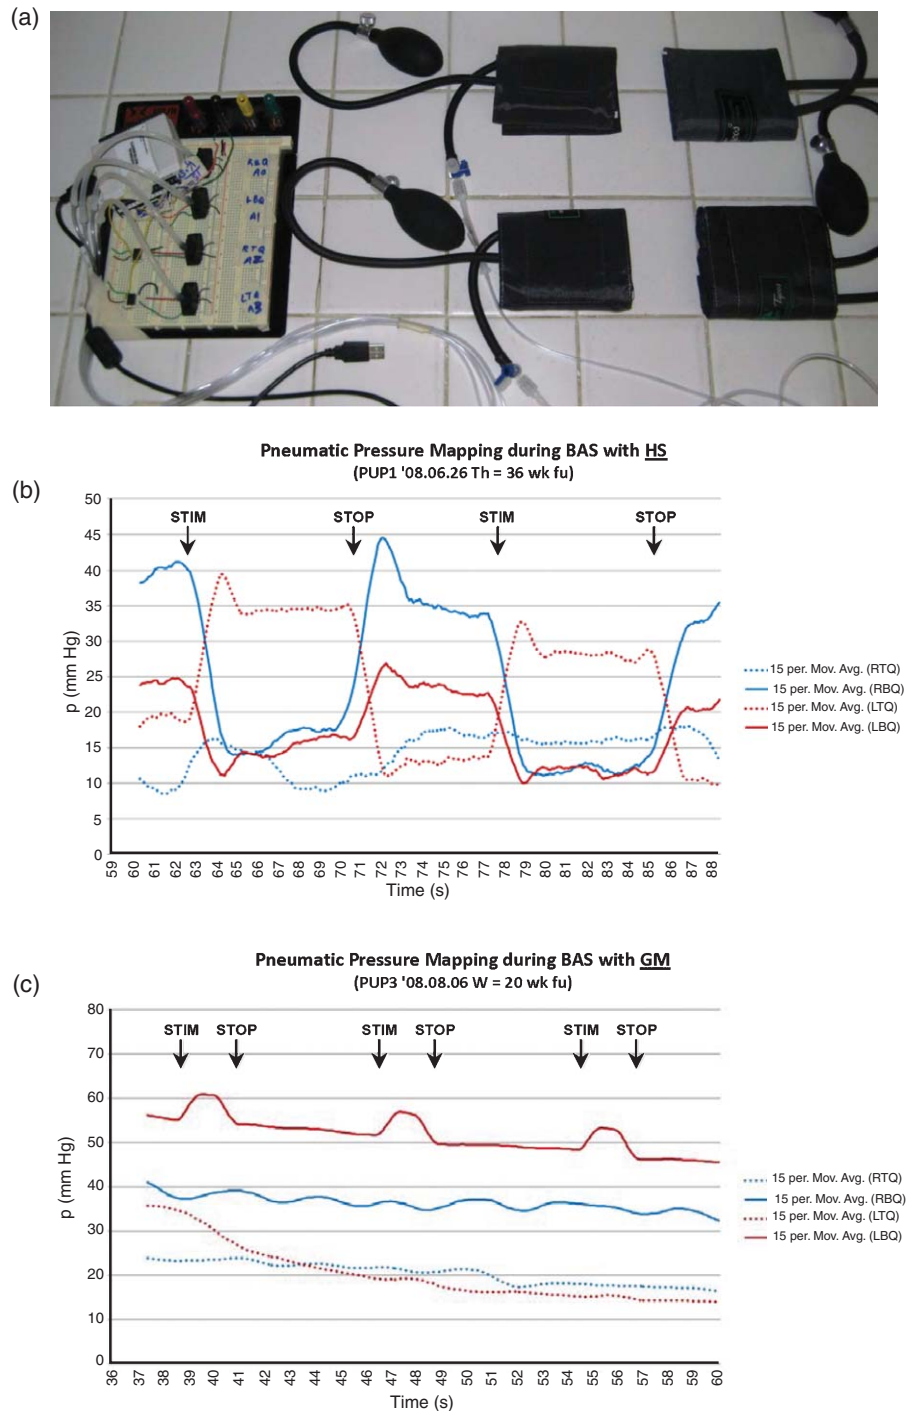 (a)
RBQ
A0
LBQ
A1
RTQ
A2
LTQ
A3
Pneumatic Pressure Mapping during BAS with HS
(PUP1 '08.06.26 Th = 36 wk fu)
(b)
50
45
40
35
30
25
20
15
10
5
0
p (mm Hg)
STIM
STOP
STIM
STOP
59 60 61 62 63 64 65 66 67 68 69 70 71 72 73 74 75 76 77 78 79 80 81 82 83 84 85 86 87 88
Time (s)
15 per. Mov. Avg. (RTQ)
15 per. Mov. Avg. (RBQ)
15 per. Mov. Avg. (LTQ)
15 per. Mov. Avg. (LBQ)
Pneumatic Pressure Mapping during BAS with GM
(PUP3 '08.08.06 W = 20 wk fu)
(c)
80
70
60
50
40
30
20
10
0
p (mm Hg)
STIM STOP
STIM STOP
STIM STOP
36 37 38 39 40 41 42 43 44 45 46 47 48 49 50 51 52 53 54 55 56 57 58 59 60
Time (s)
15 per. Mov. Avg. (RTQ)
15 per. Mov. Avg. (RBQ)
15 per. Mov. Avg. (LTQ)
15 per. Mov. Avg. (LBQ)